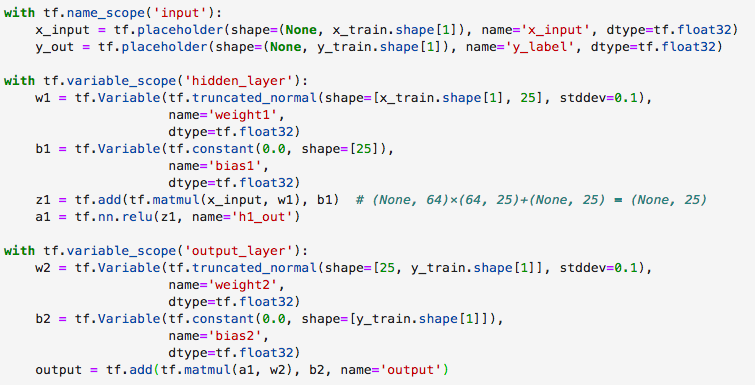 with tf.name_scope('input'):
    x_input = tf.placeholder(shape=(None, x_train.shape[1]), name='x_input', dtype=tf.float32)
    y_out = tf.placeholder(shape=(None, y_train.shape[1]), name='y_label', dtype=tf.float32)

with tf.variable_scope('hidden_layer'):
    w1 = tf.Variable(tf.truncated_normal(shape=[x_train.shape[1], 25], stddev=0.1),
                     name='weight1',
                     dtype=tf.float32)
    b1 = tf.Variable(tf.constant(0.0, shape=[25]),
                     name='bias1',
                     dtype=tf.float32)
    z1 = tf.add(tf.matmul(x_input, w1), b1)  # (None, 64)×(64, 25)+(None, 25) = (None, 25)
    a1 = tf.nn.relu(z1, name='h1_out')

with tf.variable_scope('output_layer'):
    w2 = tf.Variable(tf.truncated_normal(shape=[25, y_train.shape[1]], stddev=0.1),
                     name='weight2',
                     dtype=tf.float32)
    b2 = tf.Variable(tf.constant(0.0, shape=[y_train.shape[1]]),
                     name='bias2',
                     dtype=tf.float32)
    output = tf.add(tf.matmul(a1, w2), b2, name='output')